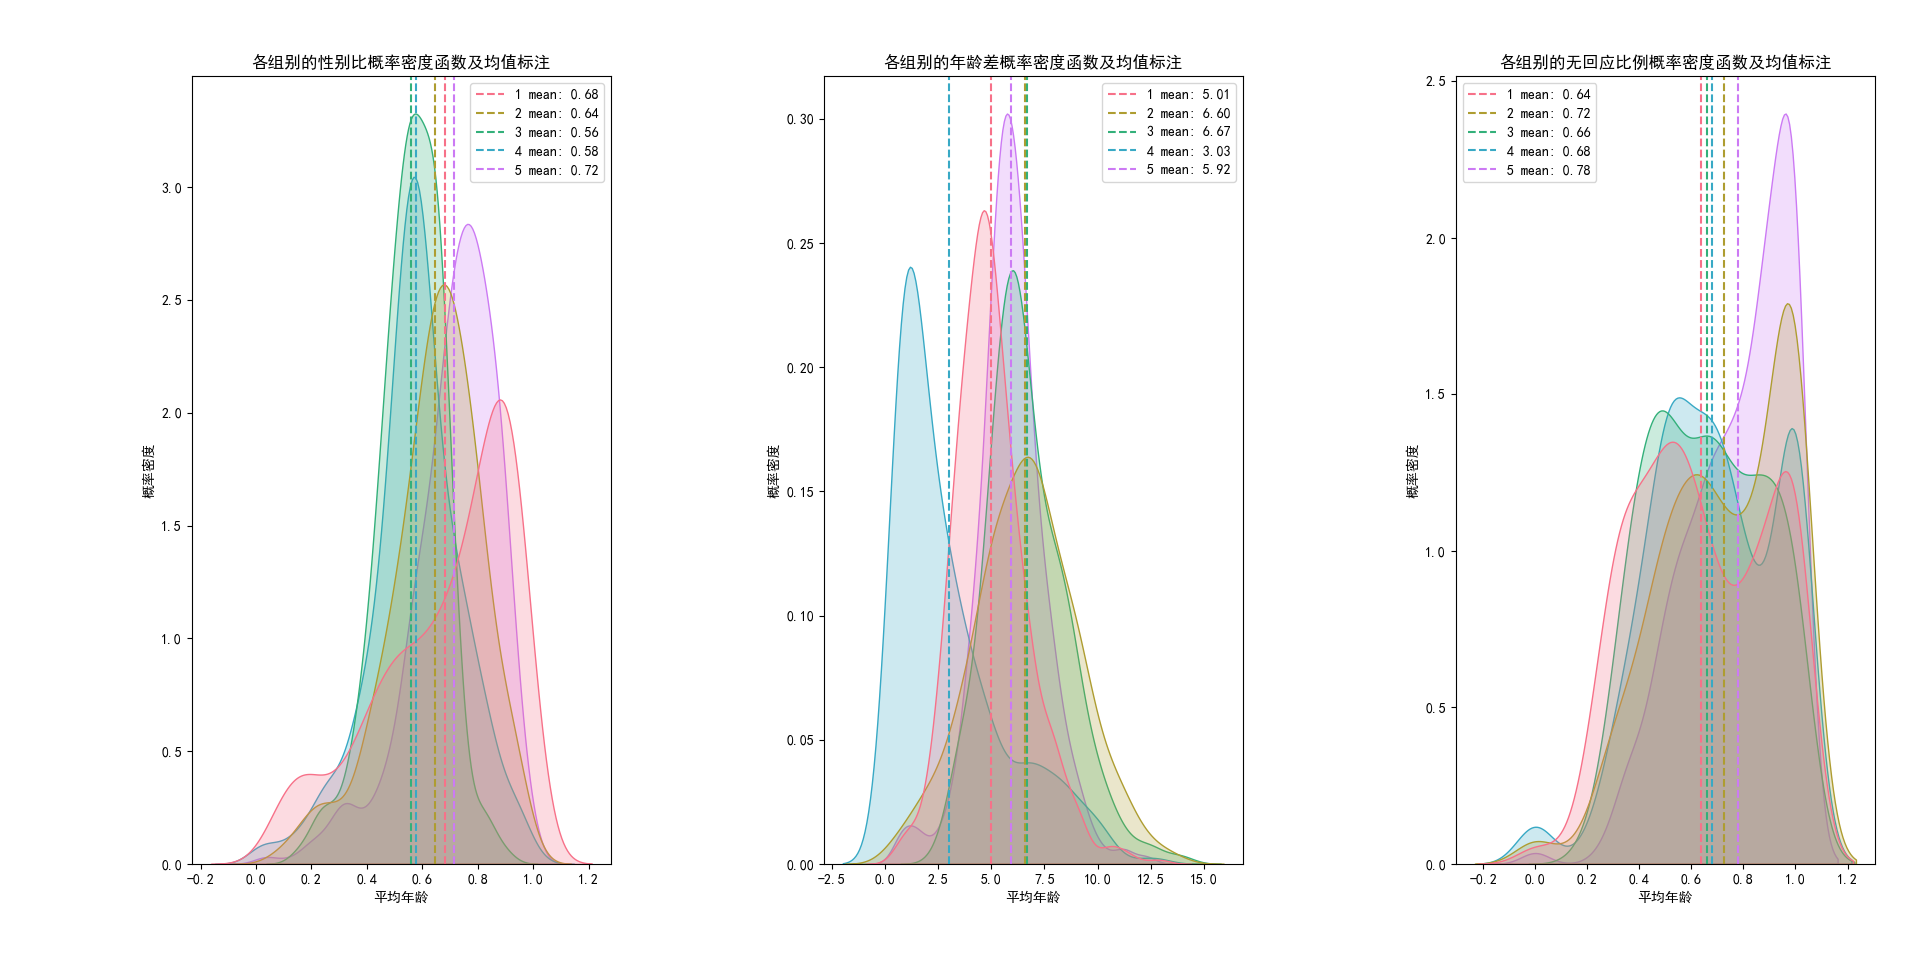 各组别的性别比概率密度函数及均值标注
1 mean: 0.68
2 mean: 0.64
3 mean: 0.56
4 mean: 0.58
5 mean: 0.72
概率密度
3.0
2.5
2.0
1.5
1.0
0.5
0.0
-0.2 0.0 0.2 0.4 0.6 0.8 1.0 1.2
平均年龄
各组别的年龄差概率密度函数及均值标注
1 mean: 5.01
2 mean: 6.60
3 mean: 6.67
4 mean: 3.03
5 mean: 5.92
概率密度
0.30
0.25
0.20
0.15
0.10
0.05
0.00
-2.5 0.0 2.5 5.0 7.5 10.0 12.5 15.0
平均年龄
各组别的无回应比例概率密度函数及均值标注
1 mean: 0.64
2 mean: 0.72
3 mean: 0.66
4 mean: 0.68
5 mean: 0.78
概率密度
2.5
2.0
1.5
1.0
0.5
0.0
-0.2 0.0 0.2 0.4 0.6 0.8 1.0 1.2
平均年龄